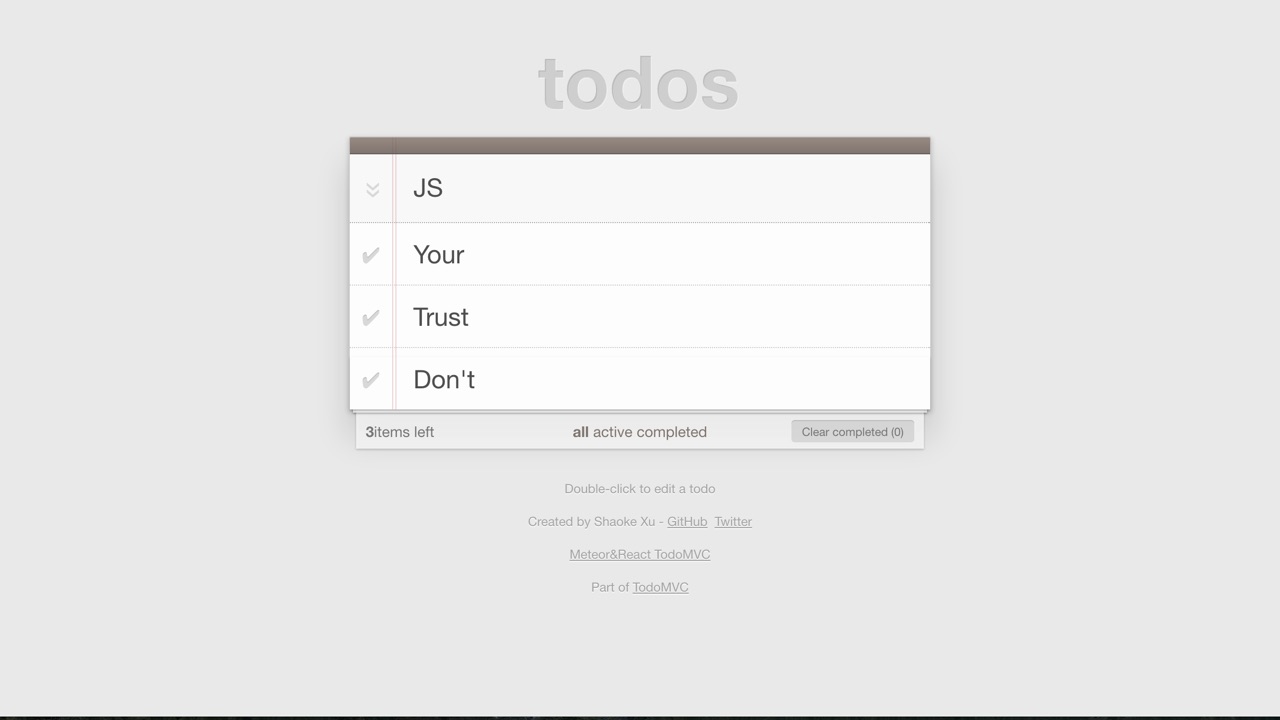 todos
JS
Your
Trust
Don't
3items left
all active completed
Clear completed (0)
Double-click to edit a todo
Created by Shaoke Xu - GitHub Twitter
Meteor&React TodoMVC
Part of TodoMVC